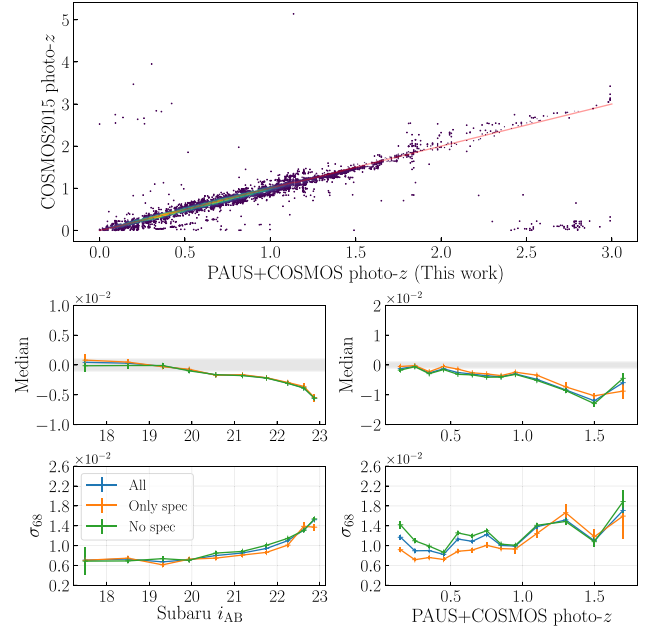 COSMOS2015 photo-z
5
4
3
2
1
0
0.0 0.5 1.0 1.5 2.0 2.5 3.0
PAUS+COSMOS photo-z (This work)
×10⁻²
Median
1.0
0.5
0.0
−0.5
−1.0
18 19 20 21 22 23
×10⁻²
Median
2
1
0
−1
−2
0.5 1.0 1.5
×10⁻²
σ68
2.6
2.2
1.8
1.4
1.0
0.6
0.2
All
Only spec
No spec
18 19 20 21 22 23
Subaru iAB
×10⁻²
σ68
2.6
2.2
1.8
1.4
1.0
0.6
0.2
0.5 1.0 1.5
PAUS+COSMOS photo-z